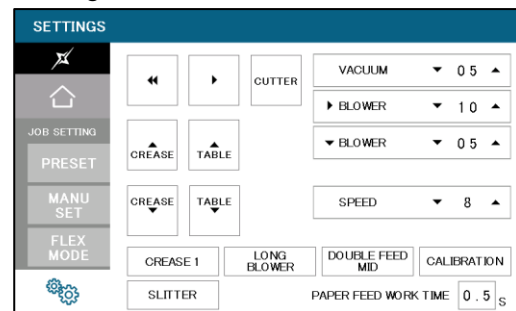 SETTINGS
JOB SETTING
PRESET
MANU
SET
FLEX
MODE
CUTTER
CREASE
TABLE
CREASE
TABLE
VACUUM 05
BLOWER 10
BLOWER 05
SPEED 8
CREASE 1
LONG
BLOWER
DOUBLE FEED
MID
CALIBRATION
SLITTER
PAPER FEED WORK TIME 0.5 S